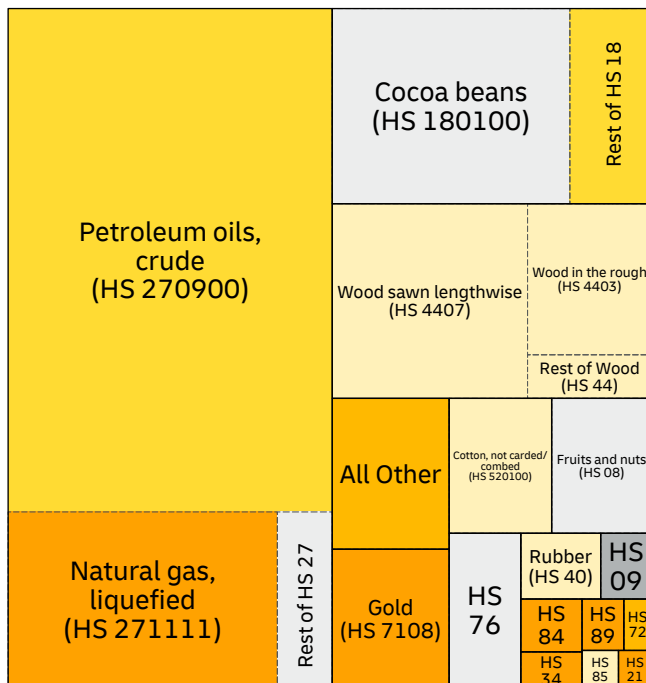 Petroleum oils,
crude
(HS 270900)
Natural gas,
liquefied
(HS 271111)
Rest of HS 27
Cocoa beans
(HS 180100)
Rest of HS 18
Wood sawn lengthwise
(HS 4407)
Wood in the rough
(HS 4403)
Rest of Wood
(HS 44)
All Other
Gold
(HS 7108)
Cotton, not carded/
combed
(HS 520100)
Fruits and nuts
(HS 08)
HS
76
Rubber
(HS 40)
HS
09
HS
84
HS
89
HS
72
HS
34
HS
85
HS
21